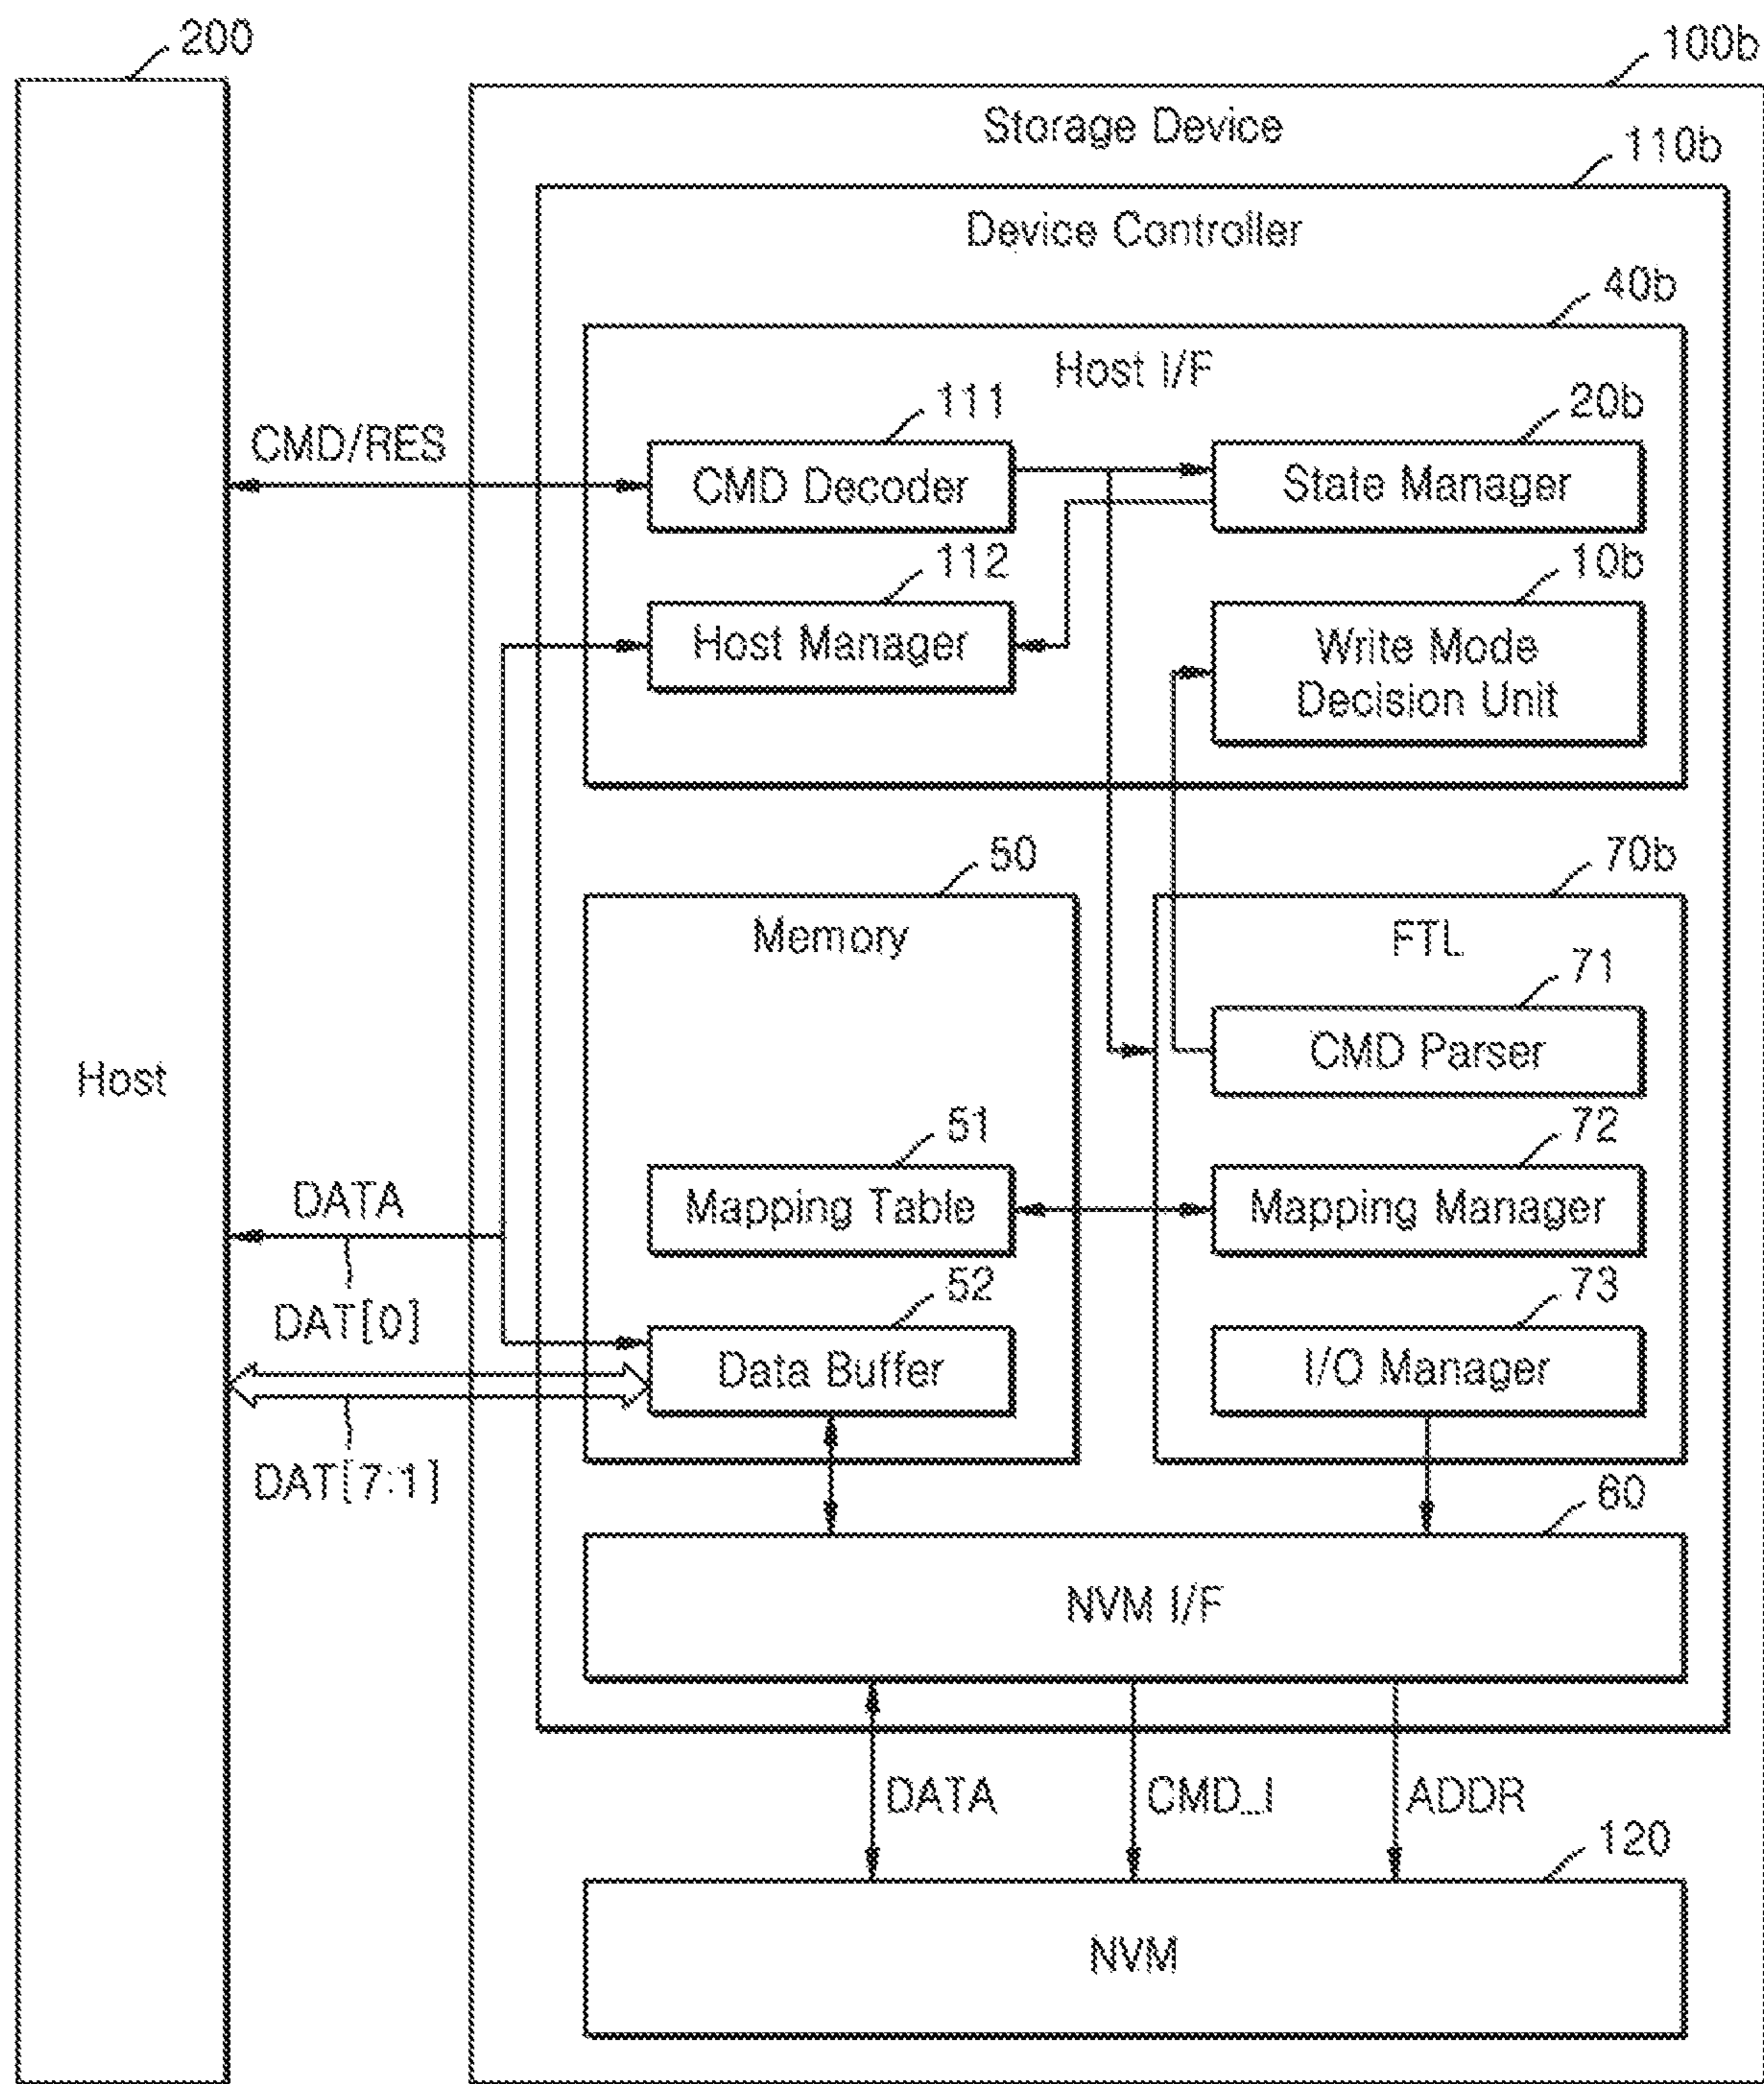 200
100b
Storage Device
110b
Device Controller
40b
Host I/F
111
20b
CMD/RES
CMD Decoder
State Manager
112
10b
Host Manager
Write Mode
Decision Unit
50
70b
Memory
FTL
71
CMD Parser
Host
51
72
DATA
Mapping Table
Mapping Manager
52
73
DAT[0]
Data Buffer
I/O Manager
DAT[7:1]
60
NVM I/F
DATA
CMD_I
ADDR
120
NVM